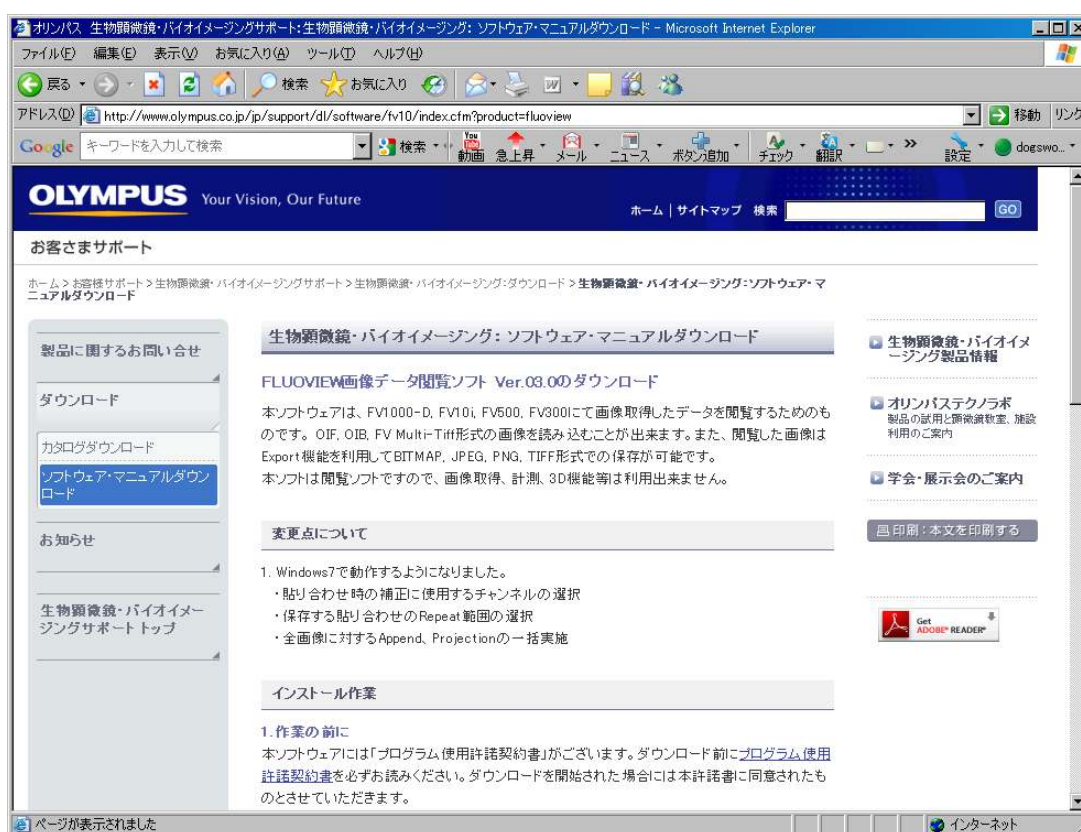 オリンパス 生物顕微鏡・バイオイメージングサポート:生物顕微鏡・バイオイメージング: ソフトウェア・マニュアルダウンロード - Microsoft Internet Explorer
ファイル(F) 編集(E) 表示(V) お気に入り(A) ツール(T) ヘルプ(H)
戻る 検索 お気に入り
アドレス(D) http://www.olympus.co.jp/jp/support/dl/software/fv10/index.cfm?product=fluoview 移動 リンク
Google キーワードを入力して検索 検索 You 動画 急上昇 メール ニュース ボタン追加 チェック 翻訳 » 設定 dogswo...
OLYMPUS Your Vision, Our Future
ホーム | サイトマップ 検索 GO
お客さまサポート
ホーム > お客様サポート > 生物顕微鏡・バイオイメージングサポート > 生物顕微鏡・バイオイメージング:ダウンロード > 生物顕微鏡・バイオイメージング:ソフトウェア・マ
ニュアルダウンロード
製品に関するお問い合せ
ダウンロード
カタログダウンロード
ソフトウェア・マニュアルダウン
ロード
お知らせ
生物顕微鏡・バイオイメー
ジングサポートトップ
生物顕微鏡・バイオイメージング: ソフトウェア・マニュアルダウンロード
FLUOVIEW画像データ閲覧ソフト Ver.03.0のダウンロード
本ソフトウェアは、FV1000-D, FV10i, FV500, FV300にて画像取得したデータを閲覧するためのも
のです。OIF, OIB, FV Multi-Tiff形式の画像を読み込むことが出来ます。また、閲覧した画像は
Export機能を利用してBITMAP, JPEG, PNG, TIFF形式での保存が可能です。
本ソフトは閲覧ソフトですので、画像取得、計測、3D機能等は利用出来ません。
変更点について
1. Windows7で動作するようになりました。
・貼り合わせ時の補正に使用するチャンネルの選択
・保存する貼り合わせのRepeat範囲の選択
・全画像に対するAppend、Projectionの一括実施
インストール作業
1.作業の前に
本ソフトウェアには「プログラム使用許諾契約書」がございます。ダウンロード前にプログラム使用
許諾契約書を必ずお読みください。ダウンロードを開始された場合には本許諾書に同意されたも
のとさせていただきます。
生物顕微鏡・バイオイメ
ージング製品情報
オリンパステクノラボ
製品の試用と顕微鏡教室、施設
利用のご案内
学会・展示会のご案内
印刷:本文を印刷する
Get
ADOBE® READER®
ページが表示されました インターネット